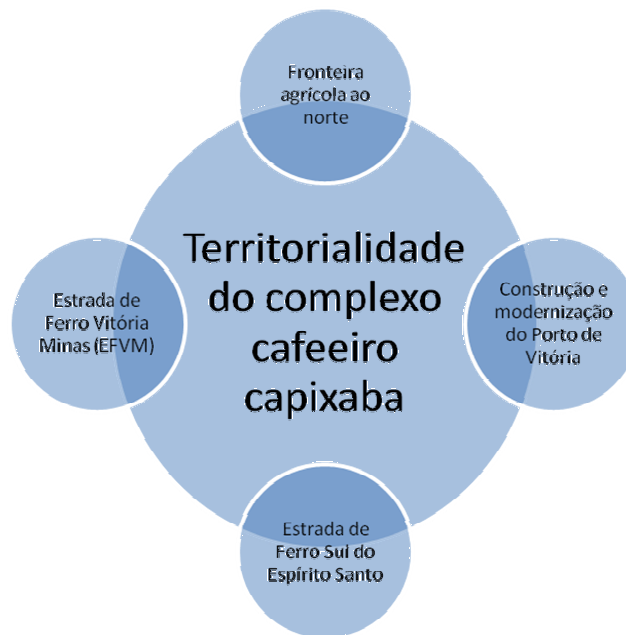 Fronteira
agrícola ao
norte
Territorialidade
do complexo
cafeeiro
capixaba
Estrada de
Ferro Vitória
Minas (EFVM)
Construção e
modernização
do Porto de
Vitória
Estrada de
Ferro Sul do
Espírito Santo